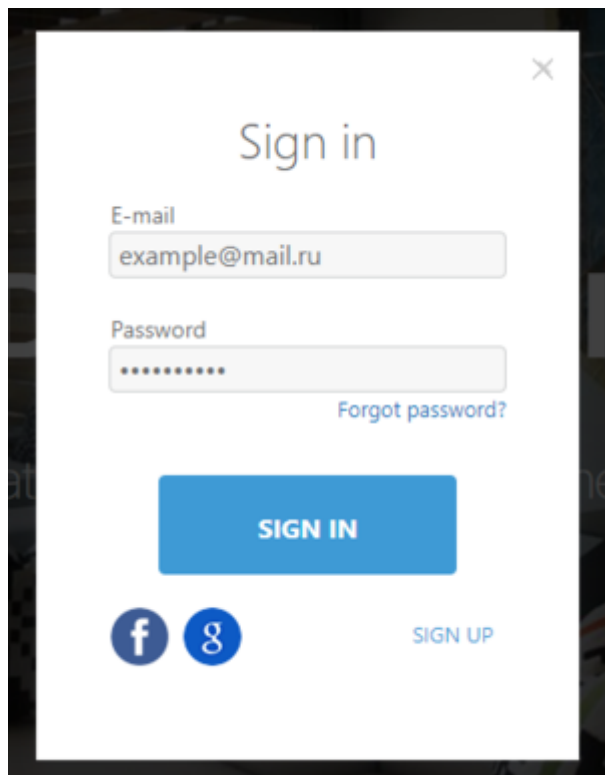 Sign in
E-mail
example@mail.ru
Password
••••••••••
Forgot password?
SIGN IN
f g SIGN UP